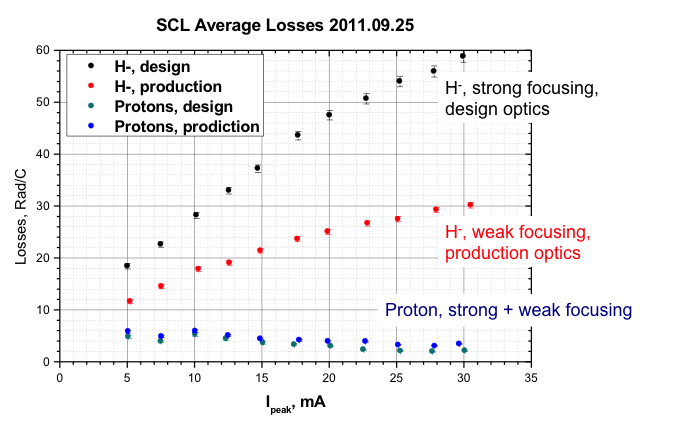 SCL Average Losses 2011.09.25
60
50
40
30
20
10
0
Losses, Rad/C
H-, design
H-, production
Protons, design
Protons, prodiction
H-, strong focusing,
design optics
H-, weak focusing,
production optics
Proton, strong + weak focusing
0 5 10 15 20 25 30 35
Ipeak, mA